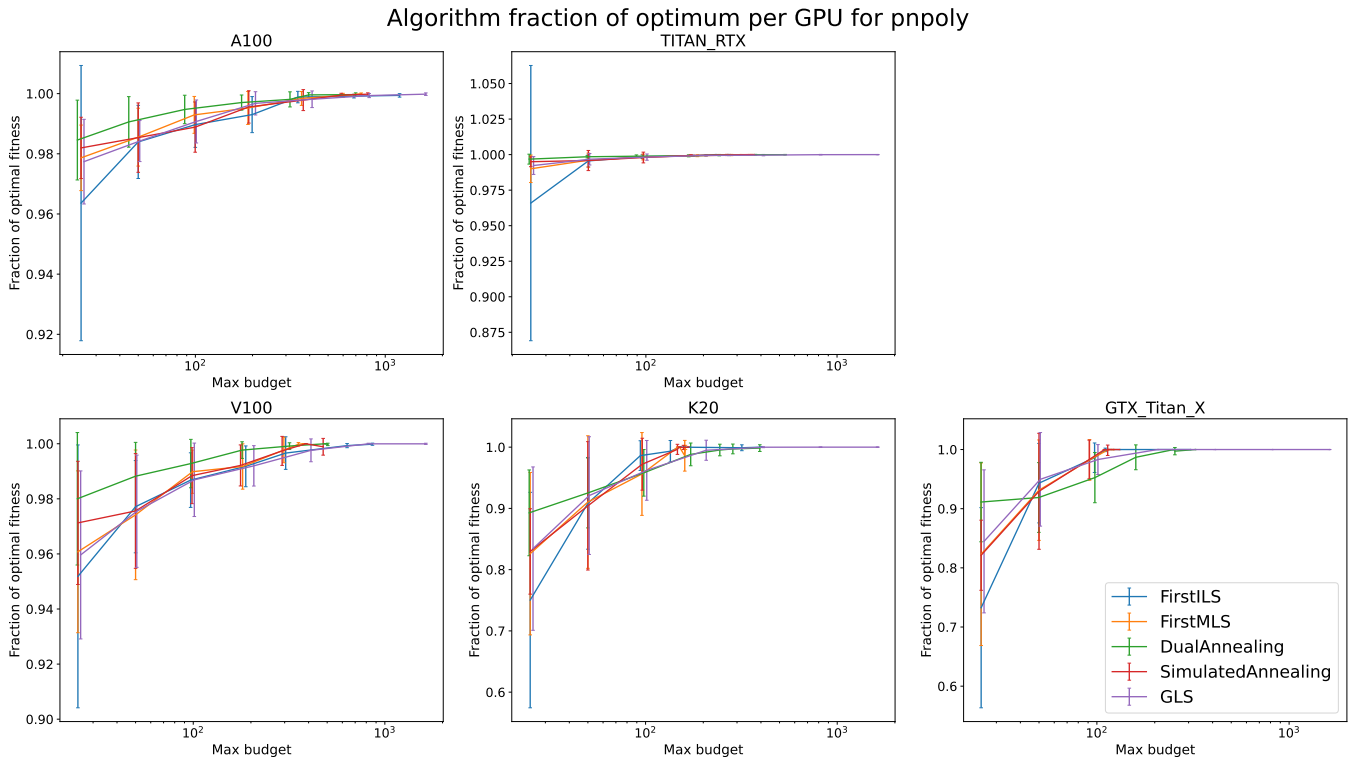 Algorithm fraction of optimum per GPU for pnpoly
A100
Fraction of optimal fitness
1.00
0.98
0.96
0.94
0.92
10²
10³
Max budget
TITAN_RTX
Fraction of optimal fitness
1.050
1.025
1.000
0.975
0.950
0.925
0.900
0.875
10²
10³
Max budget
V100
Fraction of optimal fitness
1.00
0.98
0.96
0.94
0.92
0.90
10²
10³
Max budget
K20
Fraction of optimal fitness
1.0
0.9
0.8
0.7
0.6
10²
10³
Max budget
GTX_Titan_X
Fraction of optimal fitness
1.0
0.9
0.8
0.7
0.6
10²
10³
Max budget
FirstILS
FirstMLS
DualAnnealing
SimulatedAnnealing
GLS